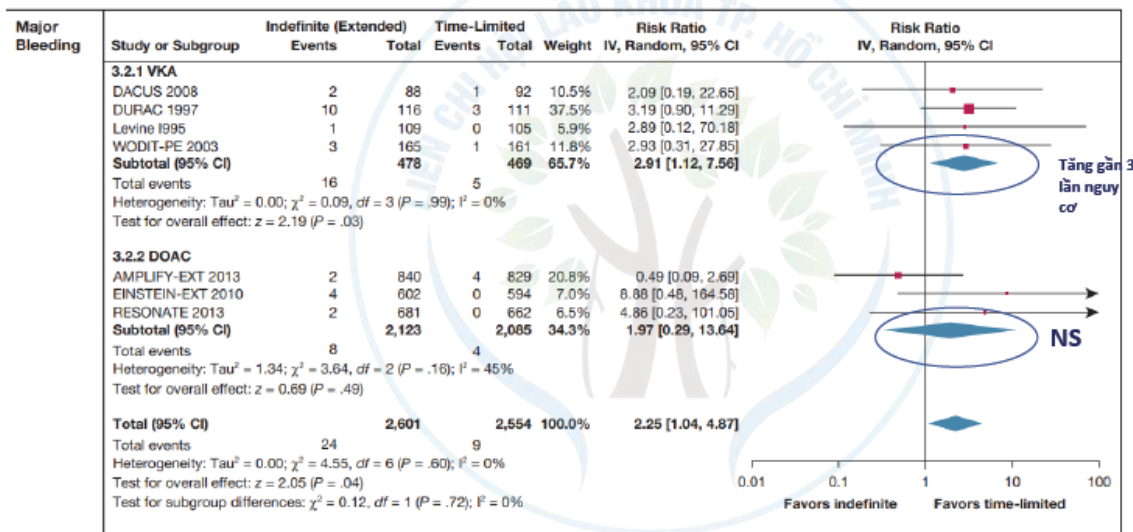 LIÊN CHI HỘI LÃO KHOA TP. HỒ CHÍ MINH
Major
Bleeding
Indefinite (Extended) Time-Limited Risk Ratio Risk Ratio
Study or Subgroup Events Total Events Total Weight IV, Random, 95% CI IV, Random, 95% CI
3.2.1 VKA
DACUS 2008 2 88 1 92 10.5% 2.09 [0.19, 22.65]
DURAC 1997 10 116 3 111 37.5% 3.19 [0.90, 11.29]
Levine I995 1 109 0 105 5.9% 2.89 [0.12, 70.18]
WODIT-PE 2003 3 165 1 161 11.8% 2.93 [0.31, 27.85]
Subtotal (95% CI) 478 469 65.7% 2.91 [1.12, 7.56]
Total events 16 5
Heterogeneity: Tau² = 0.00; χ² = 0.09, df = 3 (P = .99); I² = 0%
Test for overall effect: z = 2.19 (P = .03)
Tăng gần 3
lần nguy
cơ
3.2.2 DOAC
AMPLIFY-EXT 2013 2 840 4 829 20.8% 0.49 [0.09, 2.69]
EINSTEIN-EXT 2010 4 602 0 594 7.0% 8.88 [0.48, 164.58]
RESONATE 2013 2 681 0 662 6.5% 4.86 [0.23, 101.05]
Subtotal (95% CI) 2,123 2,085 34.3% 1.97 [0.29, 13.64]
NS
Total events 8 4
Heterogeneity: Tau² = 1.34; χ² = 3.64, df = 2 (P = .16); I² = 45%
Test for overall effect: z = 0.69 (P = .49)
Total (95% CI) 2,601 2,554 100.0% 2.25 [1.04, 4.87]
Total events 24 9
Heterogeneity: Tau² = 0.00; χ² = 4.55, df = 6 (P = .60); I² = 0%
Test for overall effect: z = 2.05 (P = .04)
Test for subgroup differences: χ² = 0.12, df = 1 (P = .72); I² = 0%
0.01 0.1 1 10 100
Favors indefinite Favors time-limited